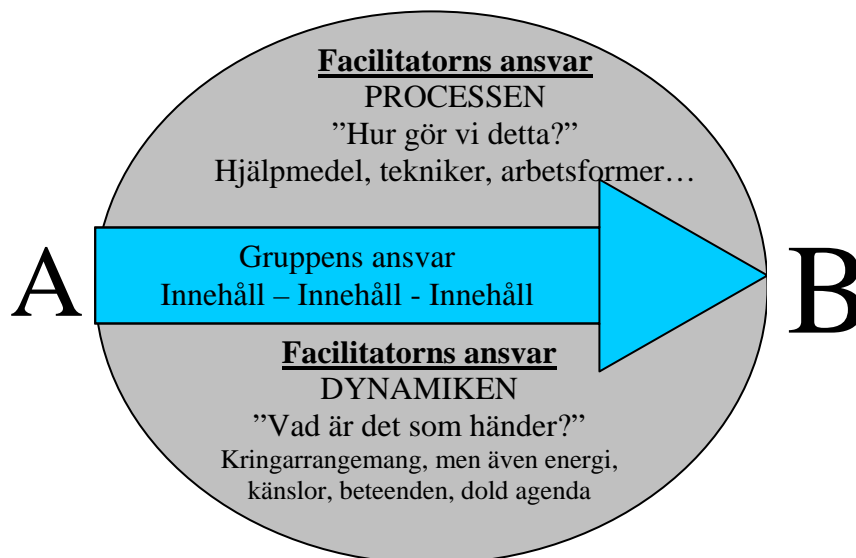 Facilitatorns ansvar
PROCESSEN
”Hur gör vi detta?”
Hjälpmedel, tekniker, arbetsformer…
A
Gruppens ansvar
Innehåll – Innehåll - Innehåll
B
Facilitatorns ansvar
DYNAMIKEN
”Vad är det som händer?”
Kringarrangemang, men även energi,
känslor, beteenden, dold agenda